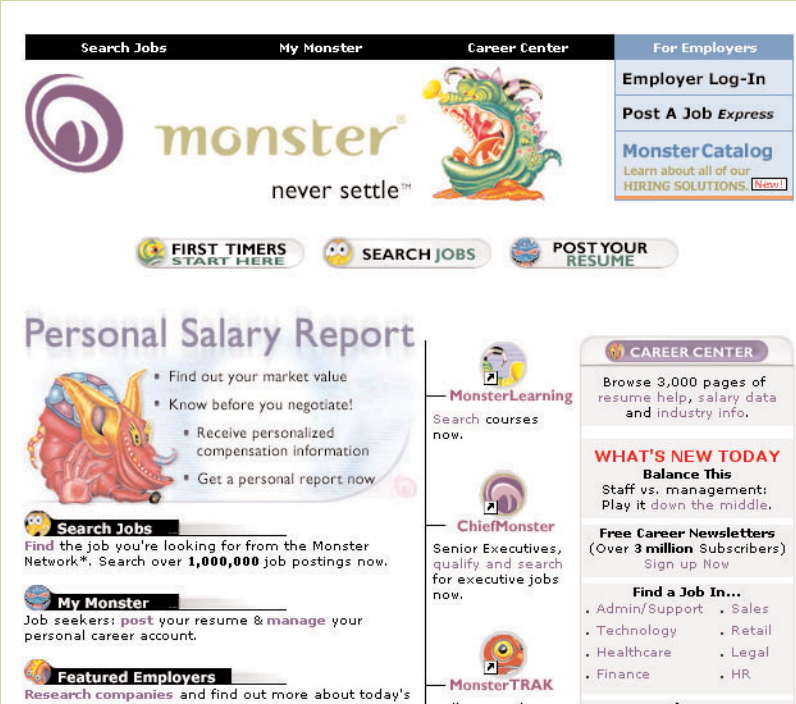 Search Jobs
My Monster
Career Center
For Employers
monster®
never settle™
Employer Log-In
Post A Job Express
MonsterCatalog
Learn about all of our
HIRING SOLUTIONS. New!
FIRST TIMERS
START HERE
SEARCH JOBS
POST YOUR
RESUME
Personal Salary Report
• Find out your market value
• Know before you negotiate!
• Receive personalized
compensation information
• Get a personal report now
Search Jobs
Find the job you're looking for from the Monster
Network*. Search over 1,000,000 job postings now.
My Monster
Job seekers: post your resume & manage your
personal career account.
Featured Employers
Research companies and find out more about today's
MonsterLearning
Search courses
now.
ChiefMonster
Senior Executives,
qualify and search
for executive jobs
now.
MonsterTRAK
CAREER CENTER
Browse 3,000 pages of
resume help, salary data
and industry info.
WHAT'S NEW TODAY
Balance This
Staff vs. management:
Play it down the middle.
Free Career Newsletters
(Over 3 million Subscribers)
Sign up Now
Find a Job In...
. Admin/Support . Sales
. Technology . Retail
. Healthcare . Legal
. Finance . HR